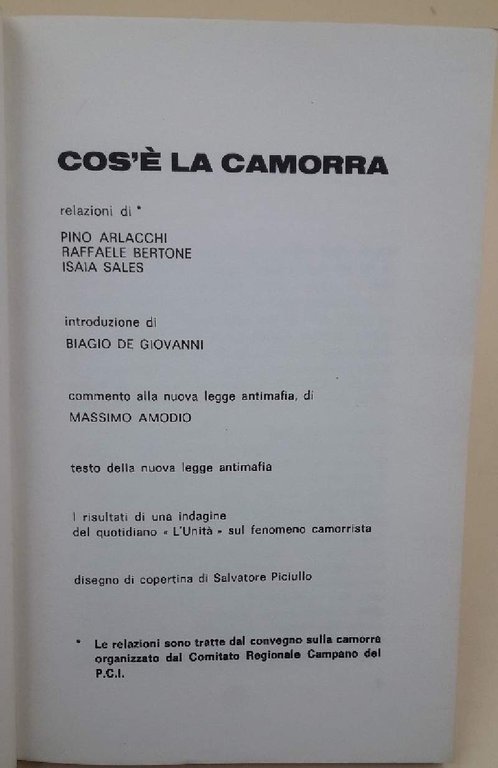 COS'È LA CAMORRA
relazioni di *
PINO ARLACCHI
RAFFAELE BERTONE
ISAIA SALES
introduzione di
BIAGIO DE GIOVANNI
commento alla nuova legge antimafia, di
MASSIMO AMODIO
testo della nuova legge antimafia
I risultati di una indagine
del quotidiano « L'Unità » sul fenomeno camorrista
disegno di copertina di Salvatore Piciullo
* Le relazioni sono tratte dal convegno sulla camorra
organizzato dal Comitato Regionale Campano del
P.C.I.